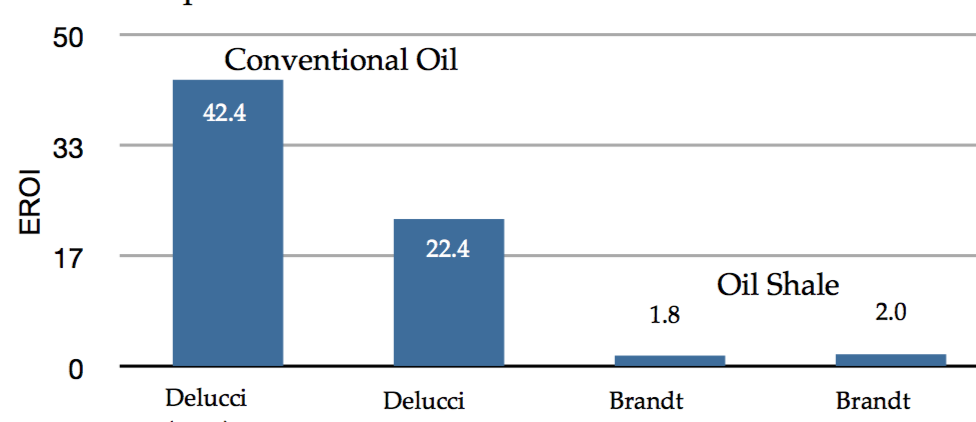 50
Conventional Oil
42.4
33
EROI
22.4
17
Oil Shale
1.8
2.0
0
Delucci
Delucci
Brandt
Brandt